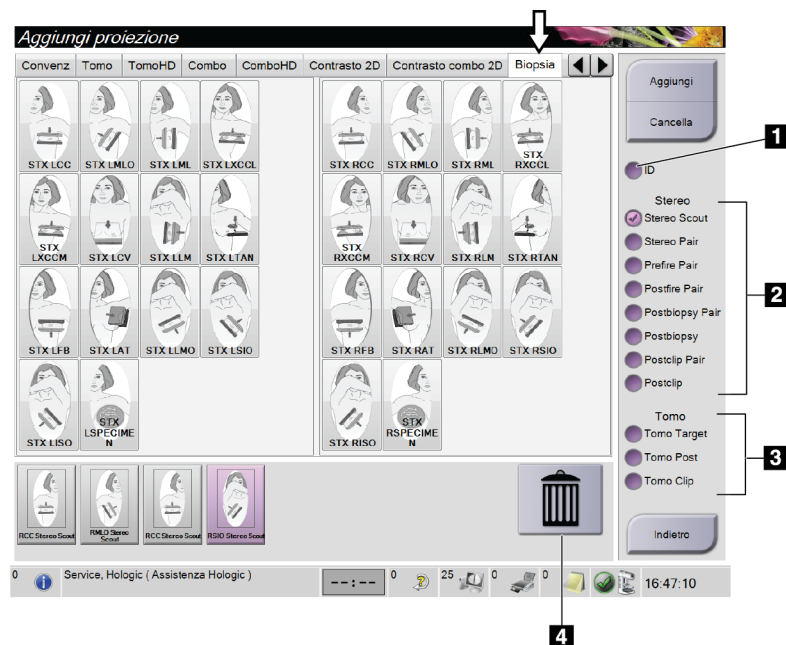 Aggiungi proiezione
Convenz Tomo TomoHD Combo ComboHD Contrasto 2D Contrasto combo 2D Biopsia
STX LCC STX LMLO STX LML STX LXCCL
STX RCC STX RMLO STX RML STX RXCCL
STX LXCCM STX LCV STX LLM STX LTAN
STX RXCCM STX RCV STX RLM STX RTAN
STX LFB STX LAT STX LLMO STX LSIO
STX RFB STX RAT STX RLMO STX RSIO
STX LISO STX LSPECIMEN
STX RISO STX RSPECIMEN
RCC Stereo Scout RMLO Stereo Scout RCC Stereo Scout RSIO Stereo Scout
Aggiungi
Cancella
ID
Stereo
Stereo Scout
Stereo Pair
Prefire Pair
Postfire Pair
Postbiopsy Pair
Postbiopsy
Postclip Pair
Postclip
Tomo
Tomo Target
Tomo Post
Tomo Clip
Indietro
0 Service, Hologic ( Assistenza Hologic ) --:-- 0 25 0 0 16:47:10
1
2
3
4